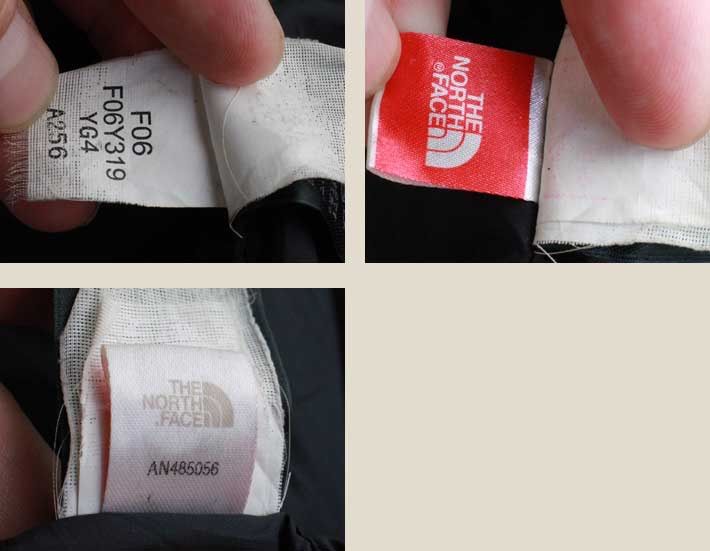 F06
F06Y319
YG4
A256
THE
NORTH
FACE®
THE
NORTH
FACE
AN485056